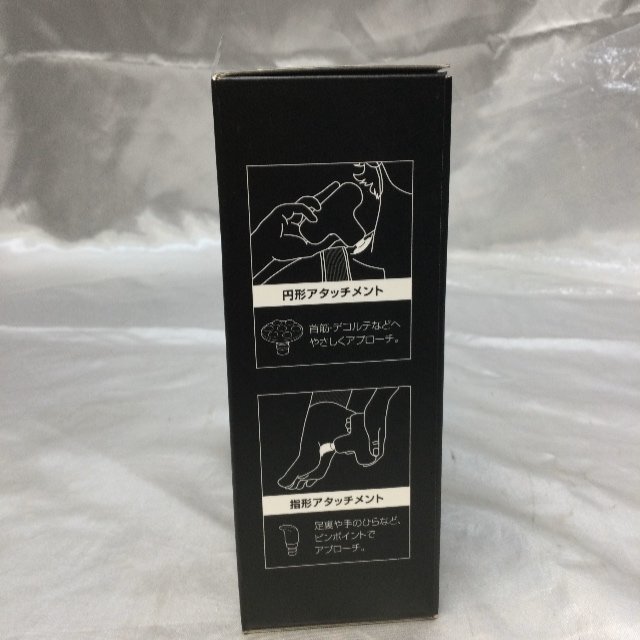 円形アタッチメント
首筋・デコルテなどへ
やさしくアプローチ。
指形アタッチメント
足裏や手のひらなど、
ピンポイントで
アプローチ。